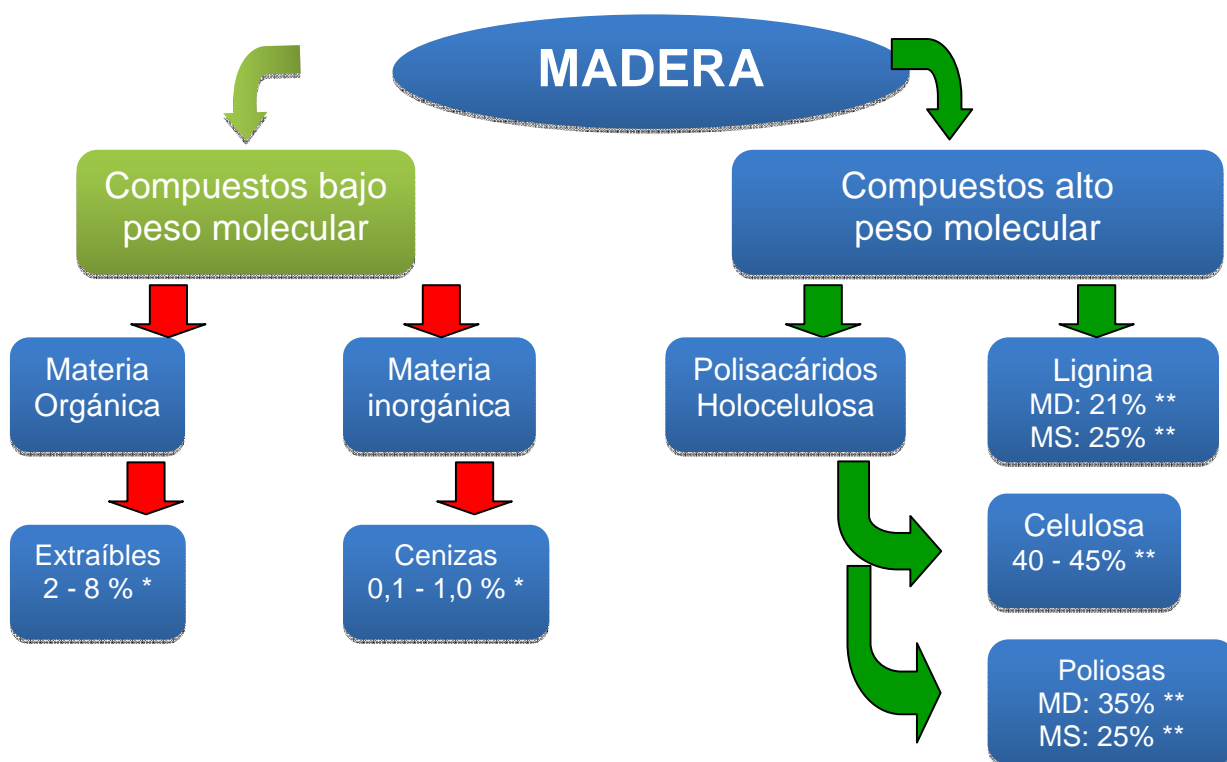 MADERA
Compuestos bajo
peso molecular
Compuestos alto
peso molecular
Materia
Orgánica
Materia
inorgánica
Polisacáridos
Holocelulosa
Lignina
MD: 21% **
MS: 25% **
Extraíbles
2 - 8 % *
Cenizas
0,1 - 1,0 % *
Celulosa
40 - 45% **
Poliosas
MD: 35% **
MS: 25% **